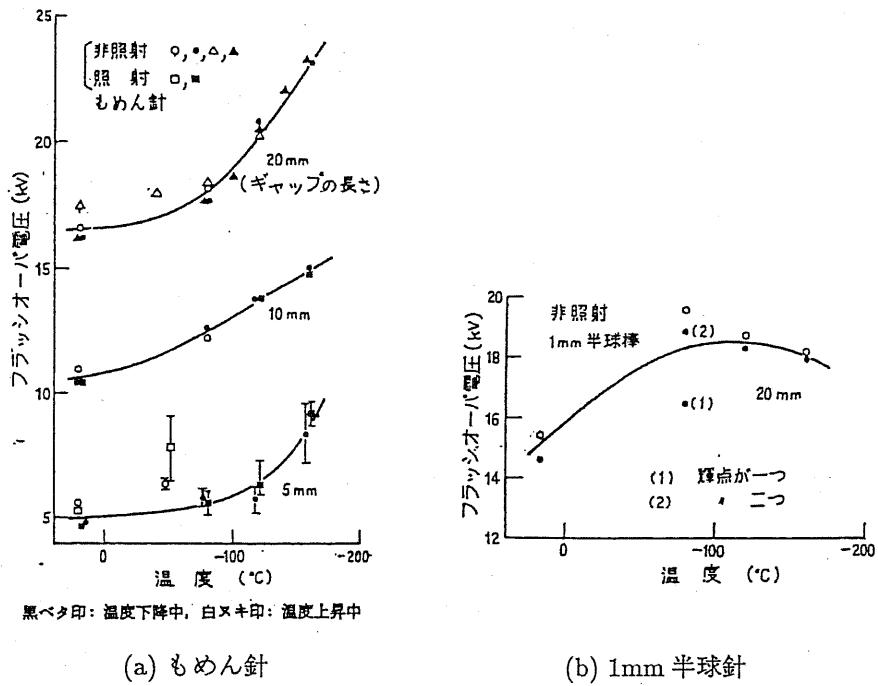 25
20
15
10
5
フラッシオーバ電圧(kV)
非照射 ○,●,△,▲
照 射 □,■
もめん針
20mm
(ギャップの長さ)
10mm
5mm
0
-100
-200
温 度 (℃)
黒ベタ印: 温度下降中, 白ヌキ印: 温度上昇中
(a) もめん針
20
18
16
14
12
フラッシオーバ電圧(kV)
非照射
1mm半球棒
(2)
20mm
(1)
(1) 輝点が一つ
(2) 〃 二つ
0
-100
-200
温 度 (℃)
(b) 1mm 半球針